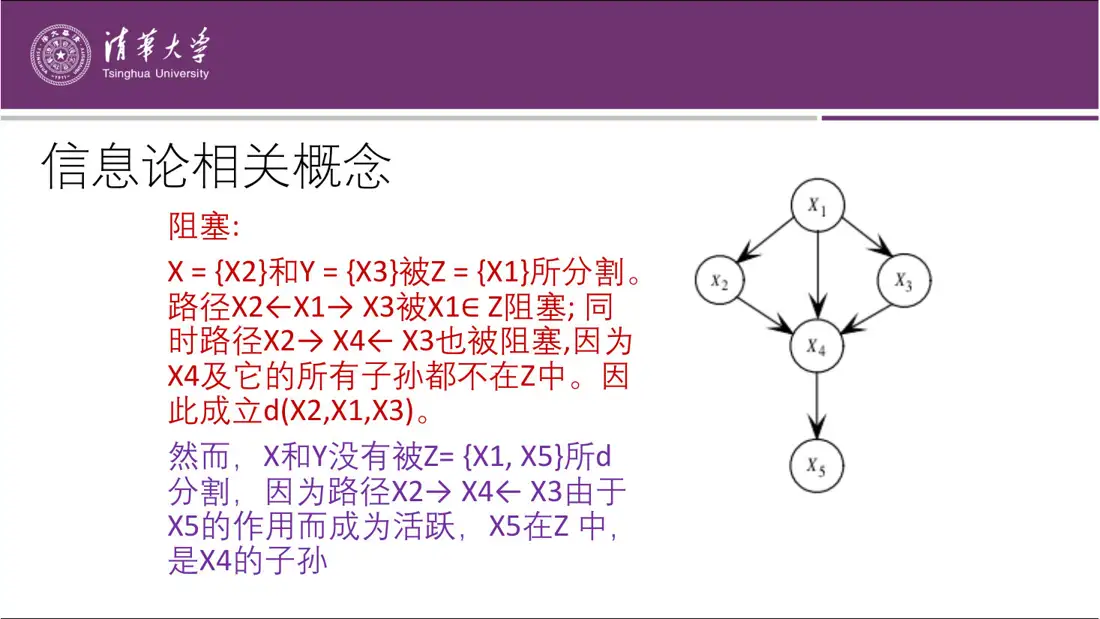 清华大学
Tsinghua University
信息论相关概念
阻塞:
X = {X2}和Y = {X3}被Z = {X1}所分割。
路径X2←X1→ X3被X1∈ Z阻塞; 同
时路径X2→ X4← X3也被阻塞,因为
X4及它的所有子孙都不在Z中。因
此成立d(X2,X1,X3)。
然而，X和Y没有被Z= {X1, X5}所d
分割，因为路径X2→ X4← X3由于
X5的作用而成为活跃，X5在Z 中，
是X4的子孙
X1
X2
X3
X4
X5